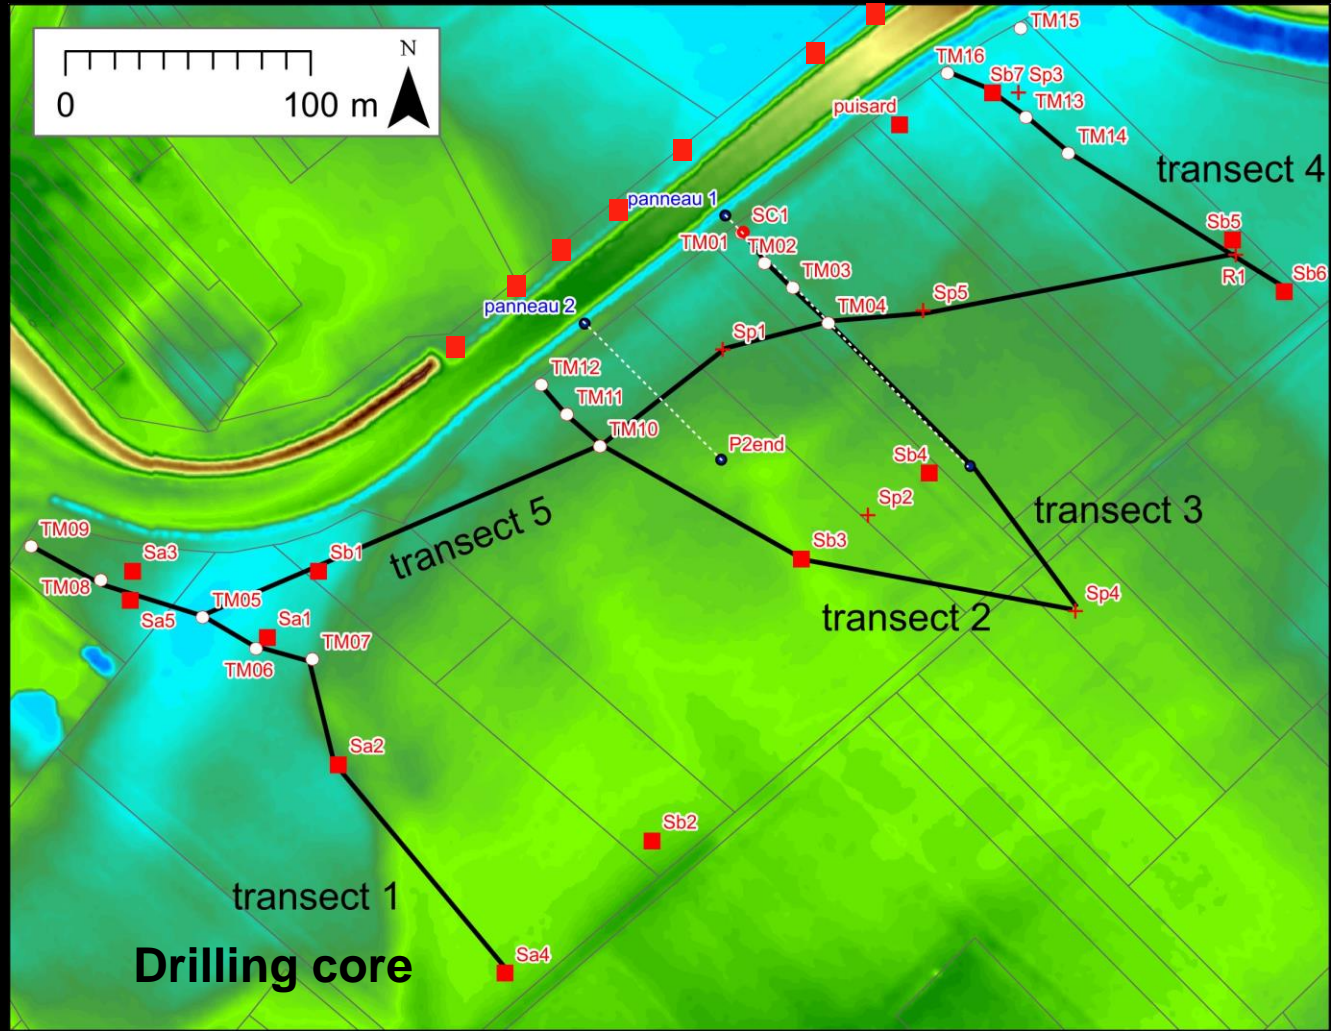 N
0 100 m
TM15
TM16
Sb7 Sp3
TM13
puisard
TM14
transect 4
panneau 1
SC1
Sb5
TM01 TM02
TM03
R1
Sb6
panneau 2
TM04
Sp5
Sp1
TM12
TM11
TM10
P2end
Sb4
Sp2
transect 3
TM09
transect 5
Sa3
Sb1
Sb3
TM08
TM05
Sp4
Sa5
Sa1
transect 2
TM07
TM06
Sa2
Sb2
transect 1
Sa4
Drilling core